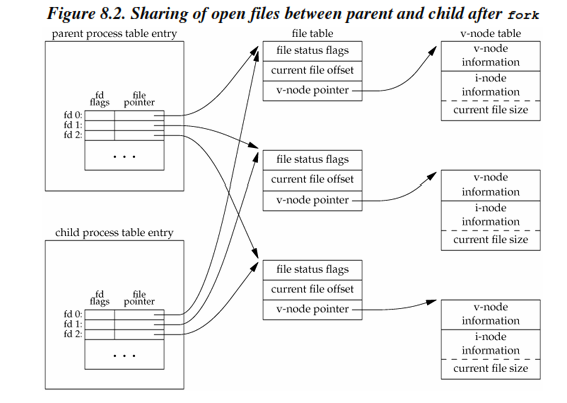 Figure 8.2. Sharing of open files between parent and child after fork
parent process table entry
fd
flags
file
pointer
fd 0:
fd 1:
fd 2:
. . .
child process table entry
fd
flags
file
pointer
fd 0:
fd 1:
fd 2:
. . .
file table
file status flags
current file offset
v-node pointer
file status flags
current file offset
v-node pointer
file status flags
current file offset
v-node pointer
v-node table
v-node
information
i-node
information
current file size
v-node
information
i-node
information
current file size
v-node
information
i-node
information
current file size